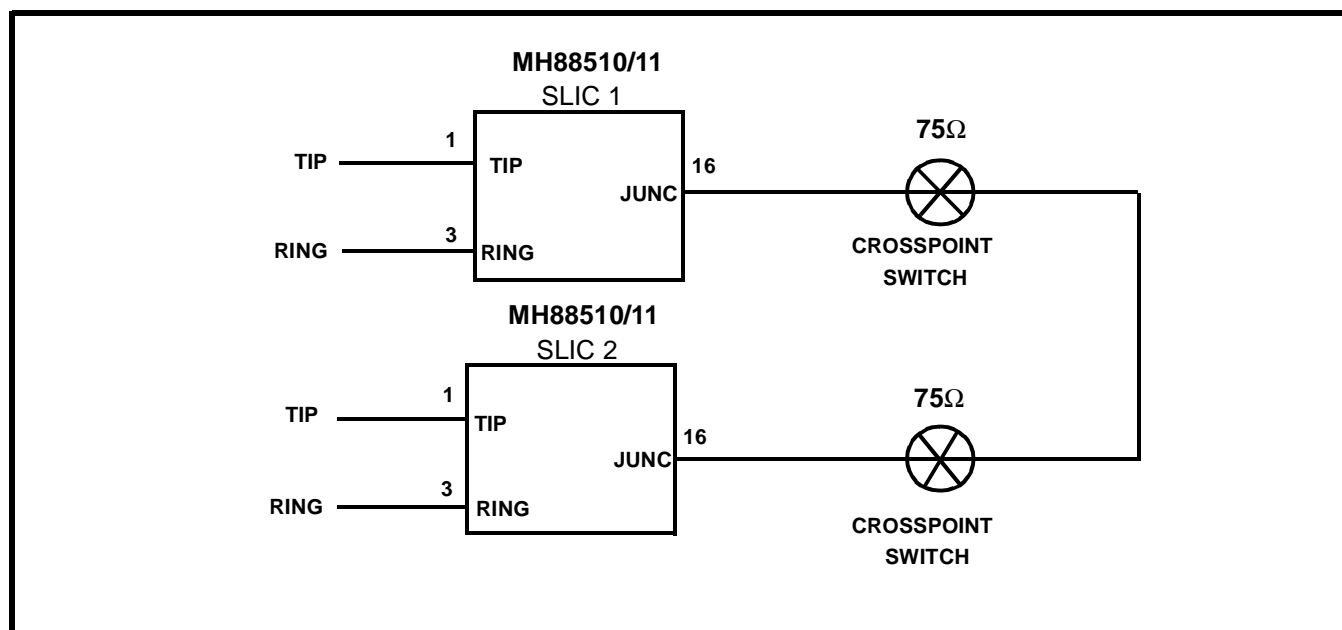 MH88510/11
SLIC 1
75Ω
1
TIP
TIP
16
JUNC
3
RING
RING
CROSSPOINT
SWITCH
MH88510/11
SLIC 2
75Ω
1
TIP
TIP
16
JUNC
3
RING
RING
CROSSPOINT
SWITCH